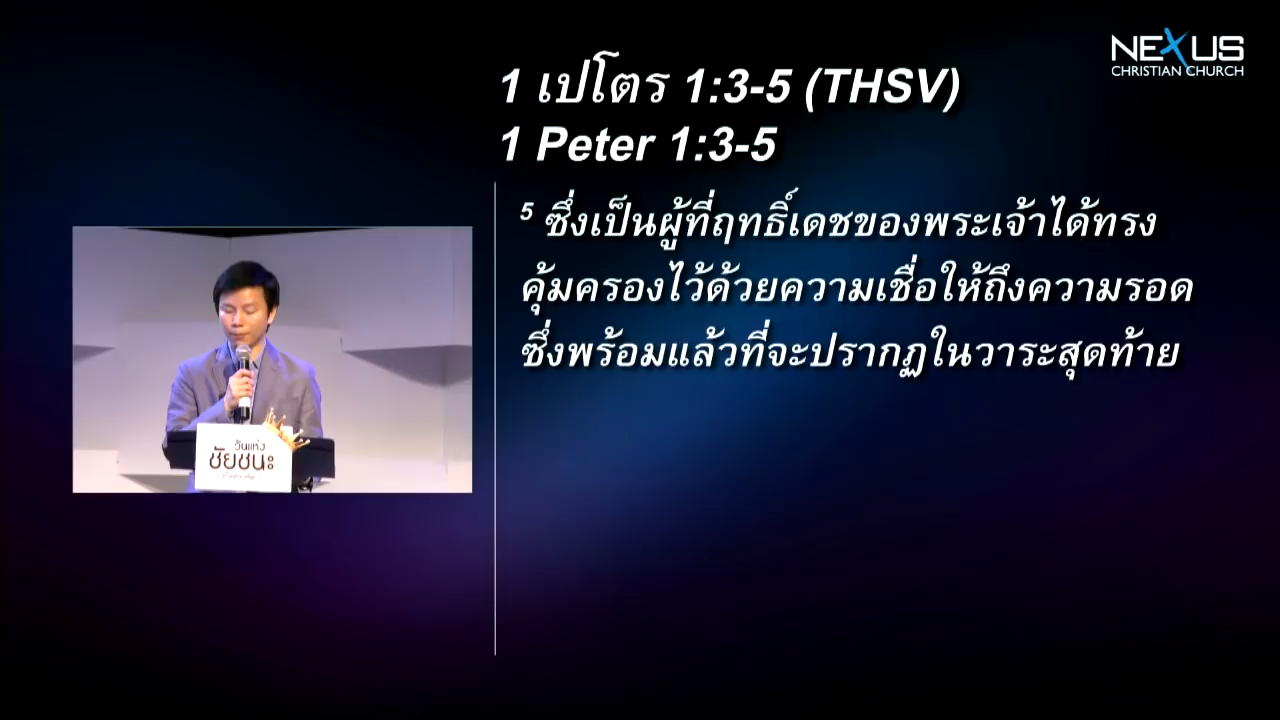 NEXUS
CHRISTIAN CHURCH
1 เปโตร 1:3-5 (THSV)
1 Peter 1:3-5
5 ซึ่งเป็นผู้ที่ฤทธิ์เดชของพระเจ้าได้ทรง
คุ้มครองไว้ด้วยความเชื่อให้ถึงความรอด
ซึ่งพร้อมแล้วที่จะปรากฏในวาระสุดท้าย
วันแห่ง
ชัยชนะ